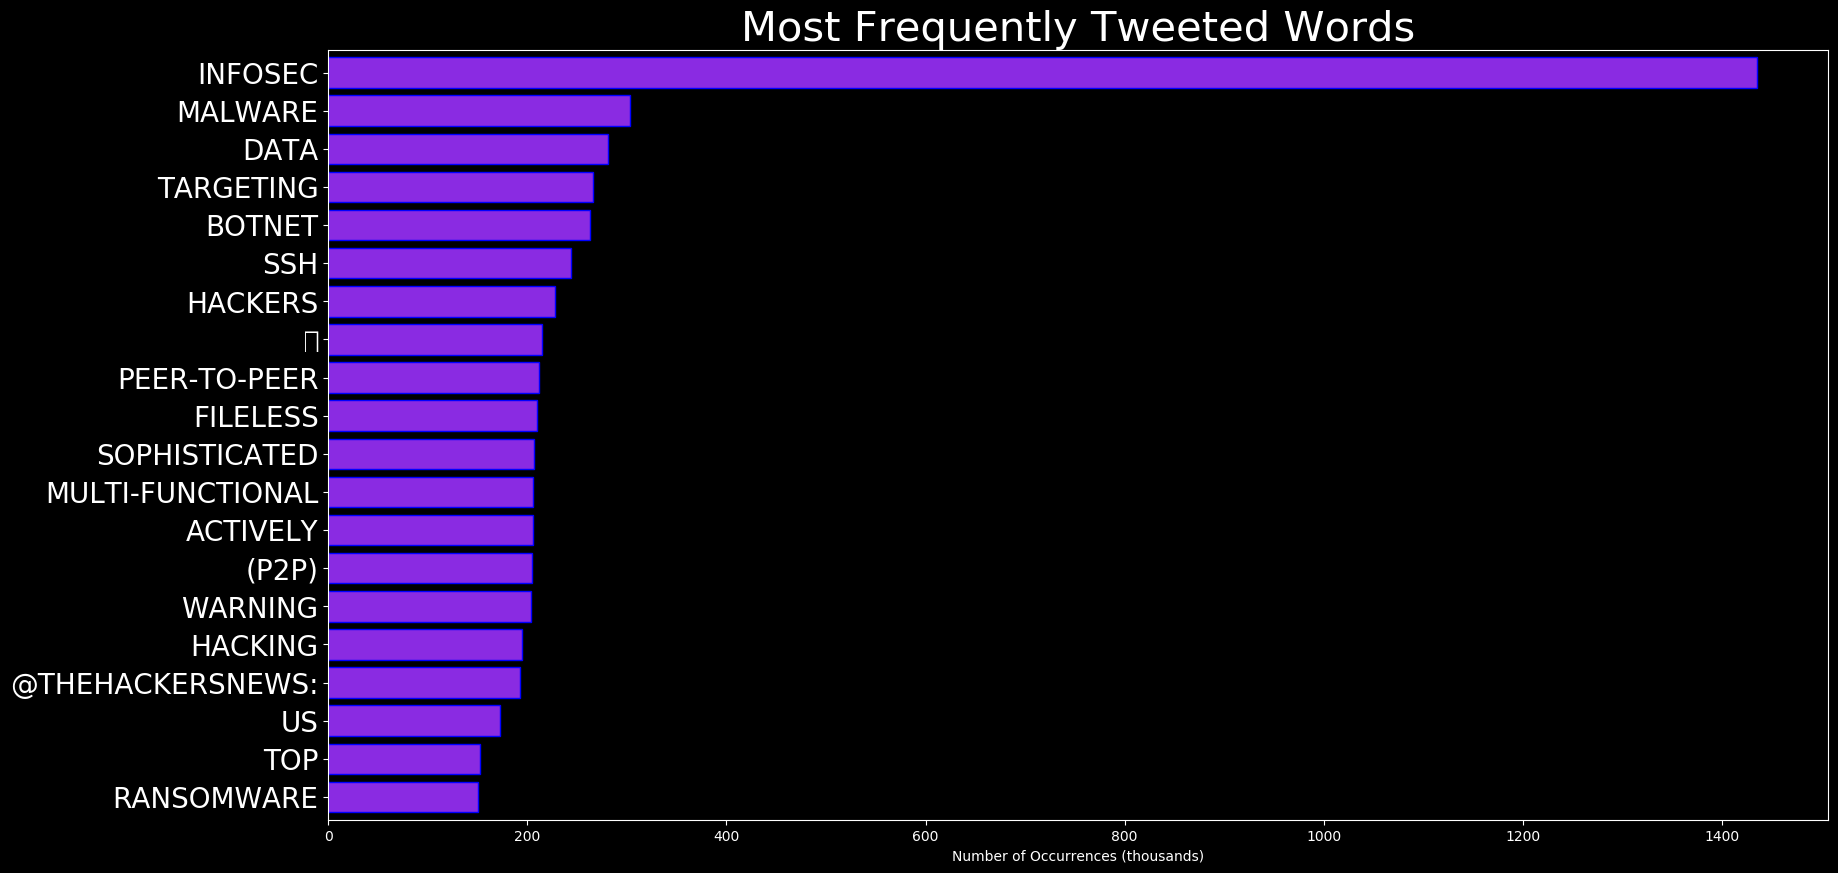 Most Frequently Tweeted Words
INFOSEC
MALWARE
DATA
TARGETING
BOTNET
SSH
HACKERS
PEER-TO-PEER
FILELESS
SOPHISTICATED
MULTI-FUNCTIONAL
ACTIVELY
(P2P)
WARNING
HACKING
@THEHACKERSNEWS:
US
TOP
RANSOMWARE
0 200 400 600 800 1000 1200 1400
Number of Occurrences (thousands)